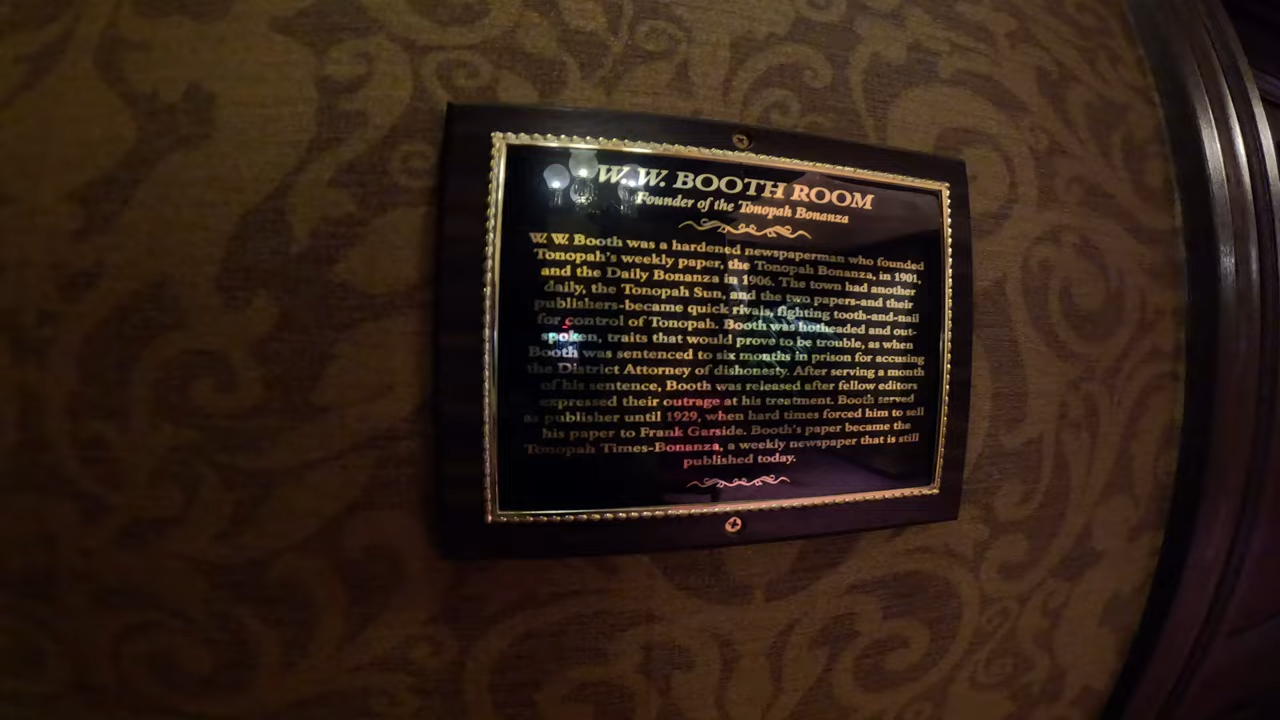 W. W. BOOTH ROOM
Founder of the Tonopah Bonanza
W. W. Booth was a hardened newspaperman who founded
Tonopah's weekly paper, the Tonopah Bonanza, in 1901,
and the Daily Bonanza in 1906. The town had another
daily, the Tonopah Sun, and the two papers-and their
publishers-became quick rivals, fighting tooth-and-nail
for control of Tonopah. Booth was hotheaded and out-
spoken, traits that would prove to be trouble, as when
Booth was sentenced to six months in prison for accusing
the District Attorney of dishonesty. After serving a month
of his sentence, Booth was released after fellow editors
expressed their outrage at his treatment. Booth served
as publisher until 1929, when hard times forced him to sell
his paper to Frank Garside. Booth's paper became the
Tonopah Times-Bonanza, a weekly newspaper that is still
published today.